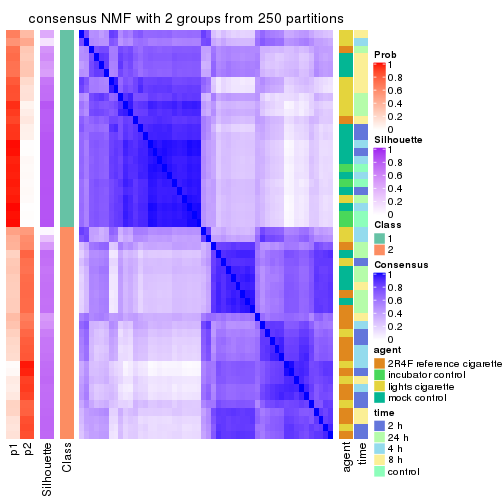 consensus NMF with 2 groups from 250 partitions
Prob
1
0.8
0.6
0.4
0.2
0
Silhouette
1
0.8
0.6
0.4
0.2
0
Class
1
2
Consensus
1
0.8
0.6
0.4
0.2
0
agent
2R4F reference cigarette
incubator control
lights cigarette
mock control
time
2 h
24 h
4 h
8 h
control
p1
p2
Silhouette
Class
agent
time